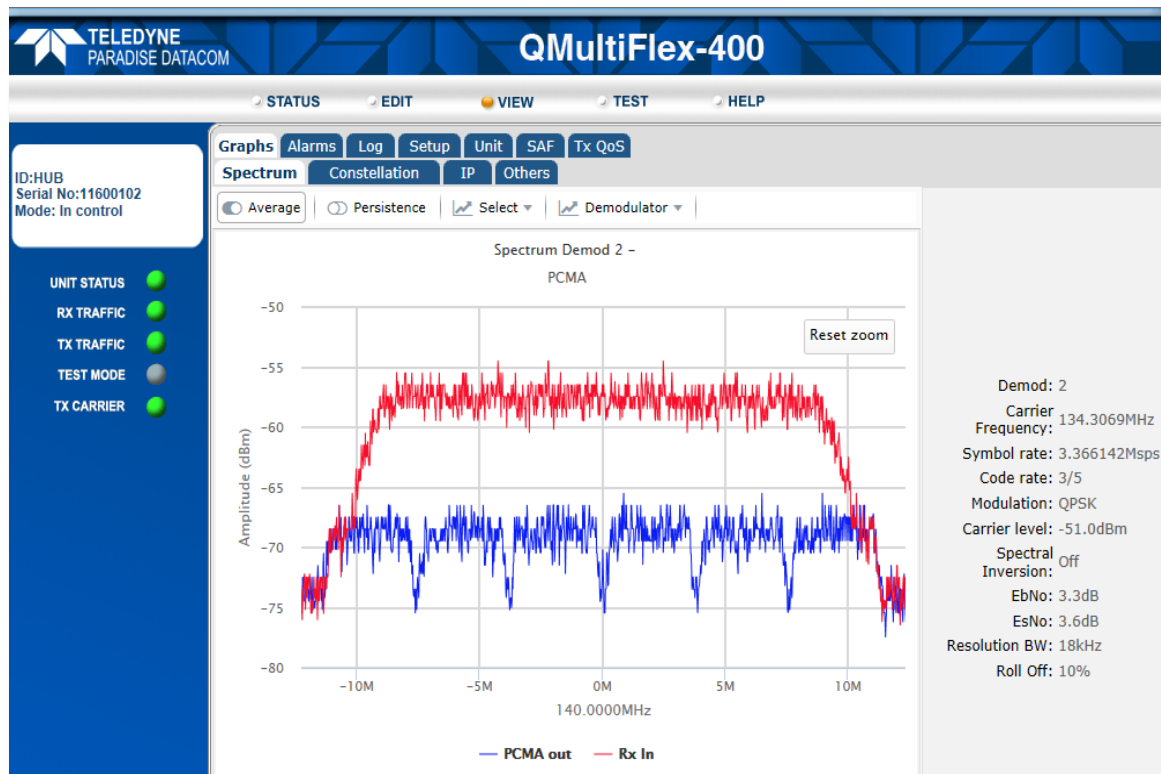 TELEDYNE
PARADISE DATACOM
QMultiFlex-400
STATUS EDIT VIEW TEST HELP
ID:HUB
Serial No:11600102
Mode: In control
UNIT STATUS
RX TRAFFIC
TX TRAFFIC
TEST MODE
TX CARRIER
Graphs Alarms Log Setup Unit SAF Tx QoS
Spectrum Constellation IP Others
Average Persistence Select Demodulator
Spectrum Demod 2 -
PCMA
Reset zoom
Amplitude (dBm)
-50
-55
-60
-65
-70
-75
-80
-10M -5M 0M 5M 10M
140.0000MHz
PCMA out Rx In
Demod: 2
Carrier
Frequency: 134.3069MHz
Symbol rate: 3.366142Msps
Code rate: 3/5
Modulation: QPSK
Carrier level: -51.0dBm
Spectral
Inversion: Off
EbNo: 3.3dB
EsNo: 3.6dB
Resolution BW: 18kHz
Roll Off: 10%